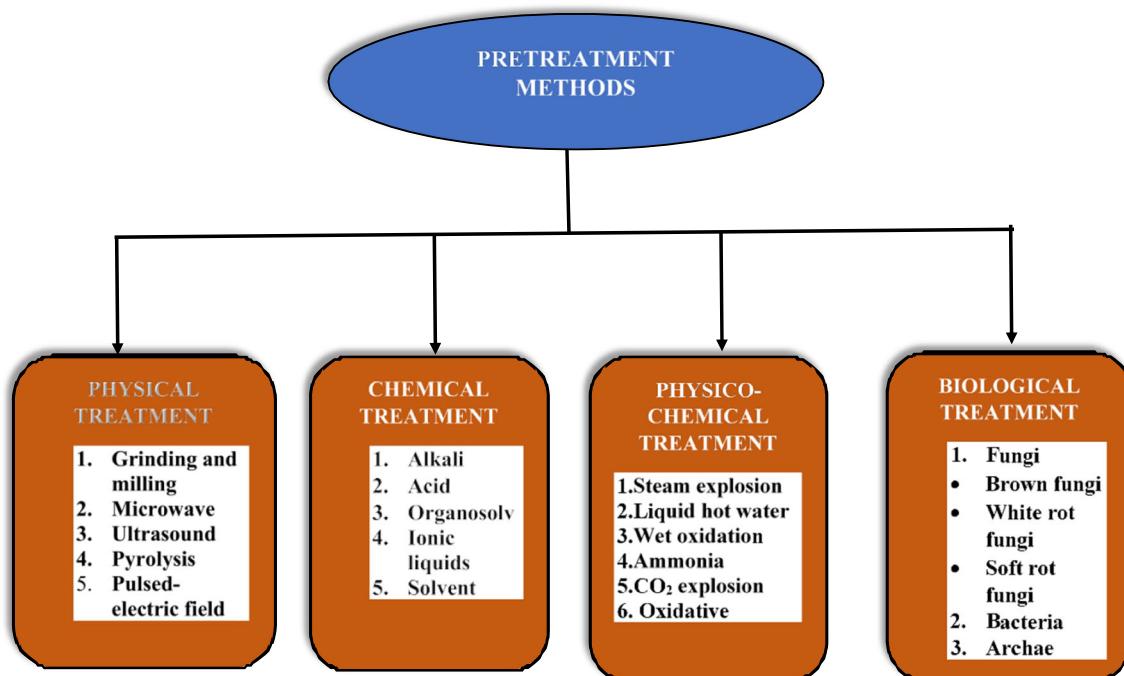 PRETREATMENT
METHODS
PHYSICAL
TREATMENT
1. Grinding and
milling
2. Microwave
3. Ultrasound
4. Pyrolysis
5. Pulsed-
electric field
CHEMICAL
TREATMENT
1. Alkali
2. Acid
3. Organosolv
4. Ionic
liquids
5. Solvent
PHYSICO-
CHEMICAL
TREATMENT
1.Steam explosion
2.Liquid hot water
3.Wet oxidation
4.Ammonia
5.CO₂ explosion
6. Oxidative
BIOLOGICAL
TREATMENT
1. Fungi
• Brown fungi
• White rot
fungi
• Soft rot
fungi
2. Bacteria
3. Archae